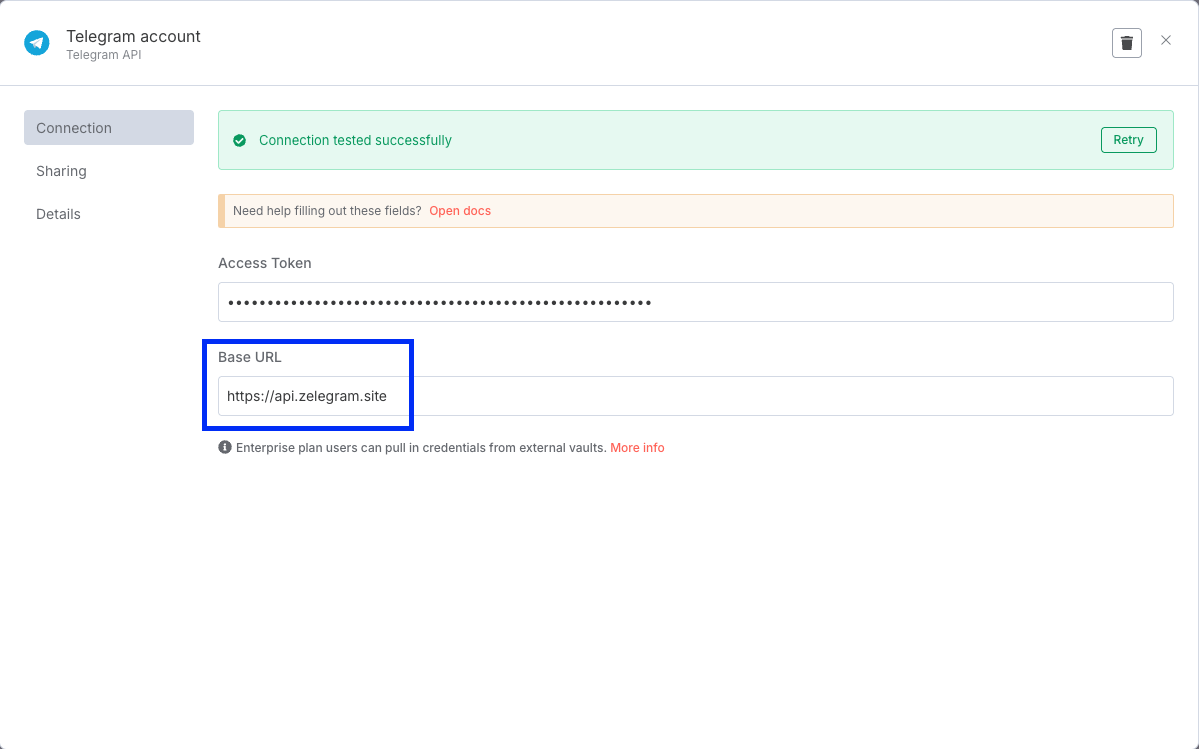 Telegram account
Telegram API
Connection
Sharing
Details
Connection tested successfully
Retry
Need help filling out these fields? Open docs
Access Token
••••••••••••••••••••••••••••••••••••••••••••••••••••••
Base URL
https://api.zelegram.site
Enterprise plan users can pull in credentials from external vaults. More info